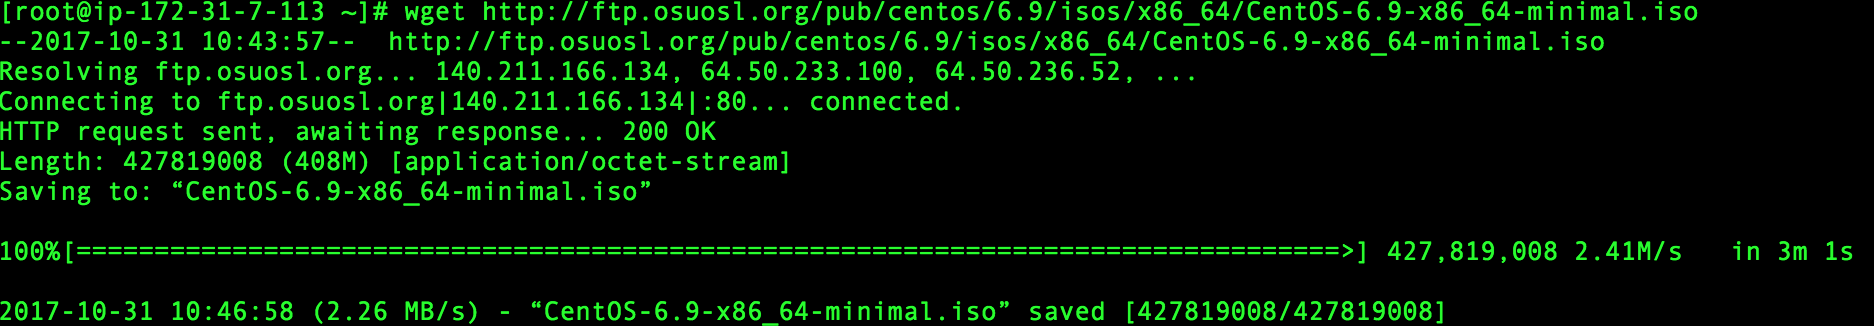 [root@ip-172-31-7-113 ~]# wget http://ftp.osuosl.org/pub/centos/6.9/isos/x86_64/CentOS-6.9-x86_64-minimal.iso
--2017-10-31 10:43:57--  http://ftp.osuosl.org/pub/centos/6.9/isos/x86_64/CentOS-6.9-x86_64-minimal.iso
Resolving ftp.osuosl.org... 140.211.166.134, 64.50.233.100, 64.50.236.52, ...
Connecting to ftp.osuosl.org|140.211.166.134|:80... connected.
HTTP request sent, awaiting response... 200 OK
Length: 427819008 (408M) [application/octet-stream]
Saving to: “CentOS-6.9-x86_64-minimal.iso”
100%[=================================================================================>] 427,819,008 2.41M/s   in 3m 1s
2017-10-31 10:46:58 (2.26 MB/s) - “CentOS-6.9-x86_64-minimal.iso” saved [427819008/427819008]